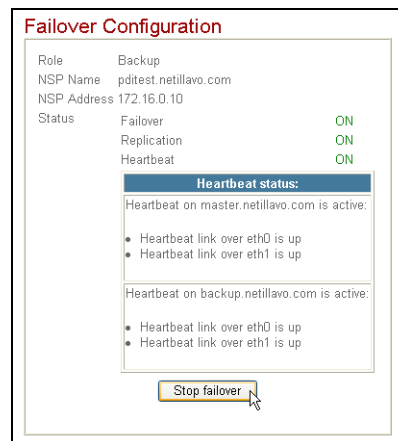 Failover Configuration
Role Backup
NSP Name pditest.netillavo.com
NSP Address 172.16.0.10
Status Failover ON
Replication ON
Heartbeat ON
Heartbeat status:
Heartbeat on master.netillavo.com is active:
• Heartbeat link over eth0 is up
• Heartbeat link over eth1 is up
Heartbeat on backup.netillavo.com is active:
• Heartbeat link over eth0 is up
• Heartbeat link over eth1 is up
Stop failover